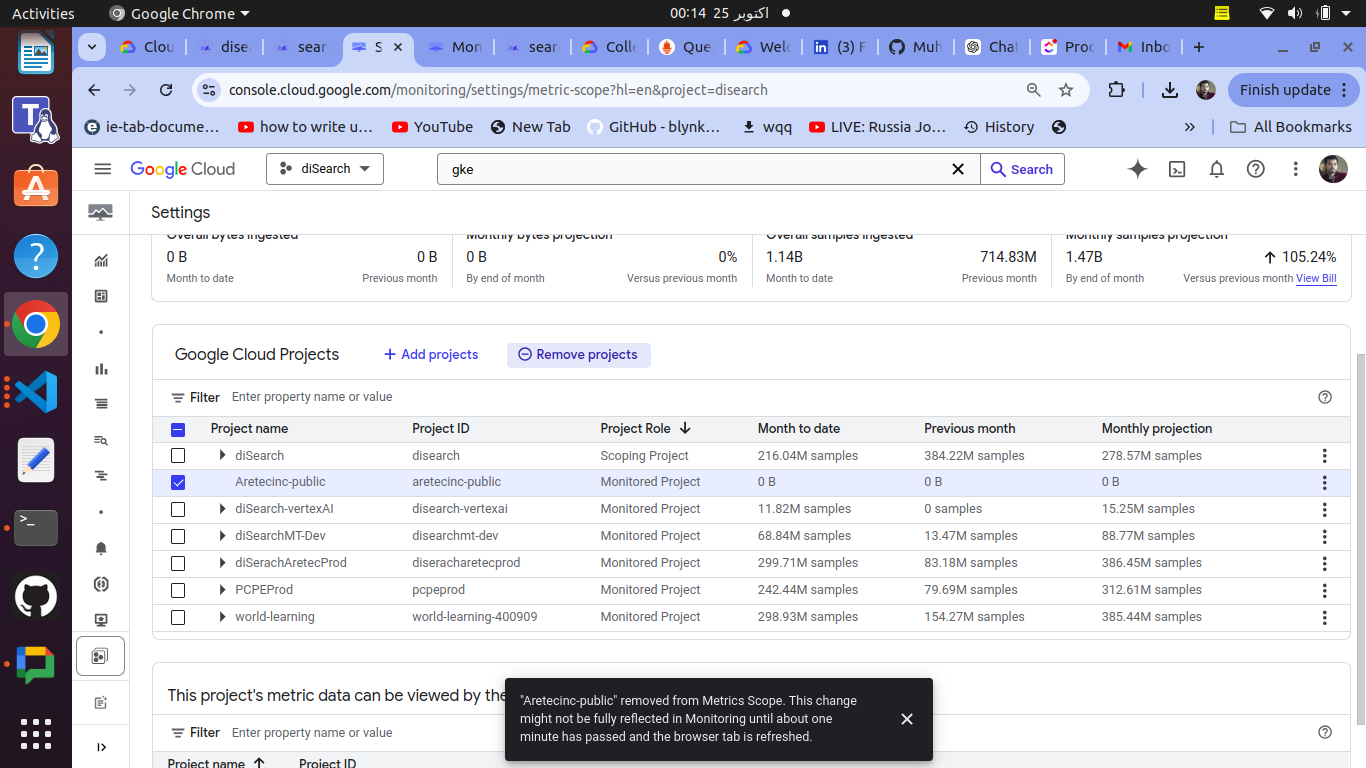 Activities
Google Chrome
00:14 25 اکتوبر
Clou
dise
sear
S
Mon
sear
Colle
Que
Welc
(3) F
Muh
Chat
Proc
Inbo
console.cloud.google.com/monitoring/settings/metric-scope?hl=en&project=disearch
Finish update
ie-tab-docume…
how to write u…
YouTube
New Tab
GitHub - blynk…
wqq
LIVE: Russia Jo…
History
All Bookmarks
Google Cloud
diSearch
gke
Search
Settings
Overall bytes ingested
Monthly bytes projection
Overall samples ingested
Monthly samples projection
0 B 0 B 0 B 0% 1.14B 714.83M 1.47B 105.24%
Month to date Previous month By end of month Versus previous month Month to date Previous month By end of month Versus previous month View Bill
Google Cloud Projects
Add projects
Remove projects
Filter Enter property name or value
Project name Project ID Project Role Month to date Previous month Monthly projection
diSearch disearch Scoping Project 216.04M samples 384.22M samples 278.57M samples
Aretecinc-public aretecinc-public Monitored Project 0 B 0 B 0 B
diSearch-vertexAI disearch-vertexai Monitored Project 11.82M samples 0 samples 15.25M samples
diSearchMT-Dev disearchmt-dev Monitored Project 68.84M samples 13.47M samples 88.77M samples
diSerachAretecProd diseracharetecprod Monitored Project 299.71M samples 83.18M samples 386.45M samples
PCPEProd pcpeprod Monitored Project 242.44M samples 79.69M samples 312.61M samples
world-learning world-learning-400909 Monitored Project 298.93M samples 154.27M samples 385.44M samples
This project's metric data can be viewed by the
"Aretecinc-public" removed from Metrics Scope. This change
might not be fully reflected in Monitoring until about one
minute has passed and the browser tab is refreshed.
Filter Enter property name or value
Project name Project ID